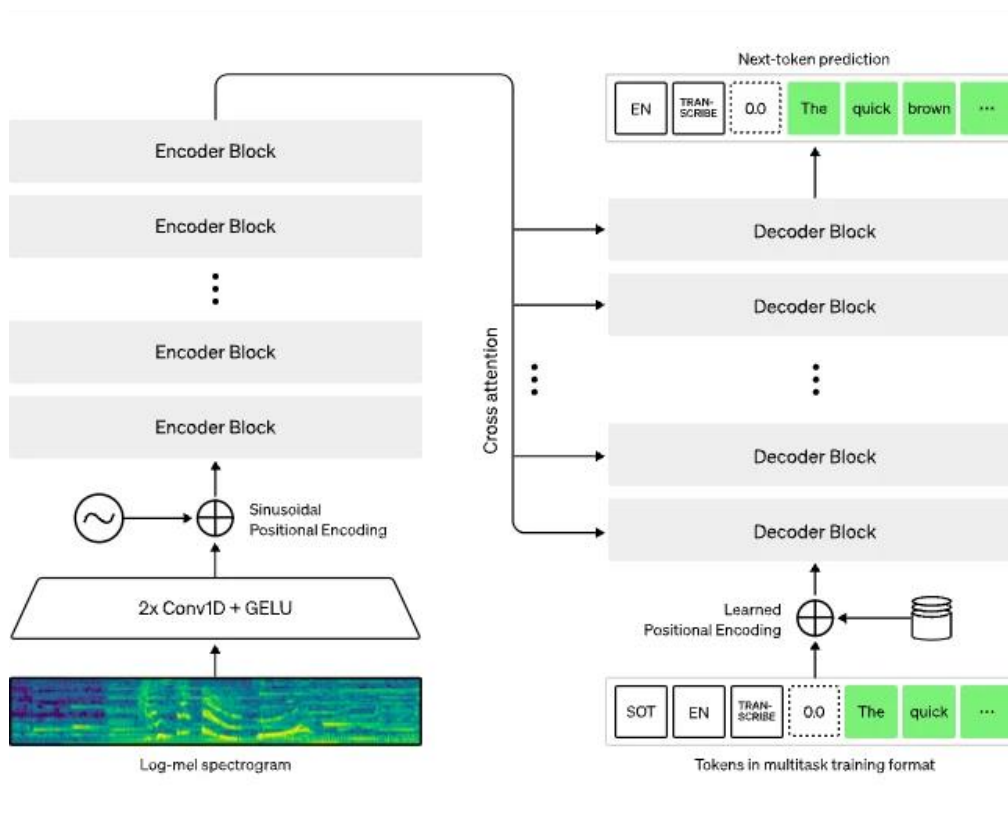 Encoder Block
Encoder Block
Encoder Block
Encoder Block
Sinusoidal
Positional Encoding
2x Conv1D + GELU
Log-mel spectrogram
Cross attention
Next-token prediction
EN TRAN-SCRIBE 0.0 The quick brown ...
Decoder Block
Decoder Block
Decoder Block
Decoder Block
Learned
Positional Encoding
SOT EN TRAN-SCRIBE 0.0 The quick ...
Tokens in multitask training format